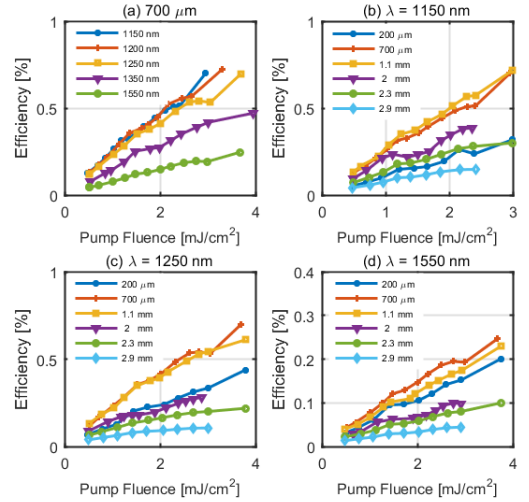 (a) 700 μm
1150 nm
1200 nm
1250 nm
1350 nm
1550 nm
Efficiency [%]
1
0.5
0
0
2
4
Pump Fluence [mJ/cm²]
(b) λ = 1150 nm
200 μm
700 μm
1.1 mm
2 mm
2.3 mm
2.9 mm
Efficiency [%]
1
0.5
0
0
1
2
3
Pump Fluence [mJ/cm²]
(c) λ = 1250 nm
200 μm
700 μm
1.1 mm
2 mm
2.3 mm
2.9 mm
Efficiency [%]
1
0.5
0
0
2
4
Pump Fluence [mJ/cm²]
(d) λ = 1550 nm
200 μm
700 μm
1.1 mm
2 mm
2.3 mm
2.9 mm
Efficiency [%]
0.4
0.3
0.2
0.1
0
0
2
4
Pump Fluence [mJ/cm²]